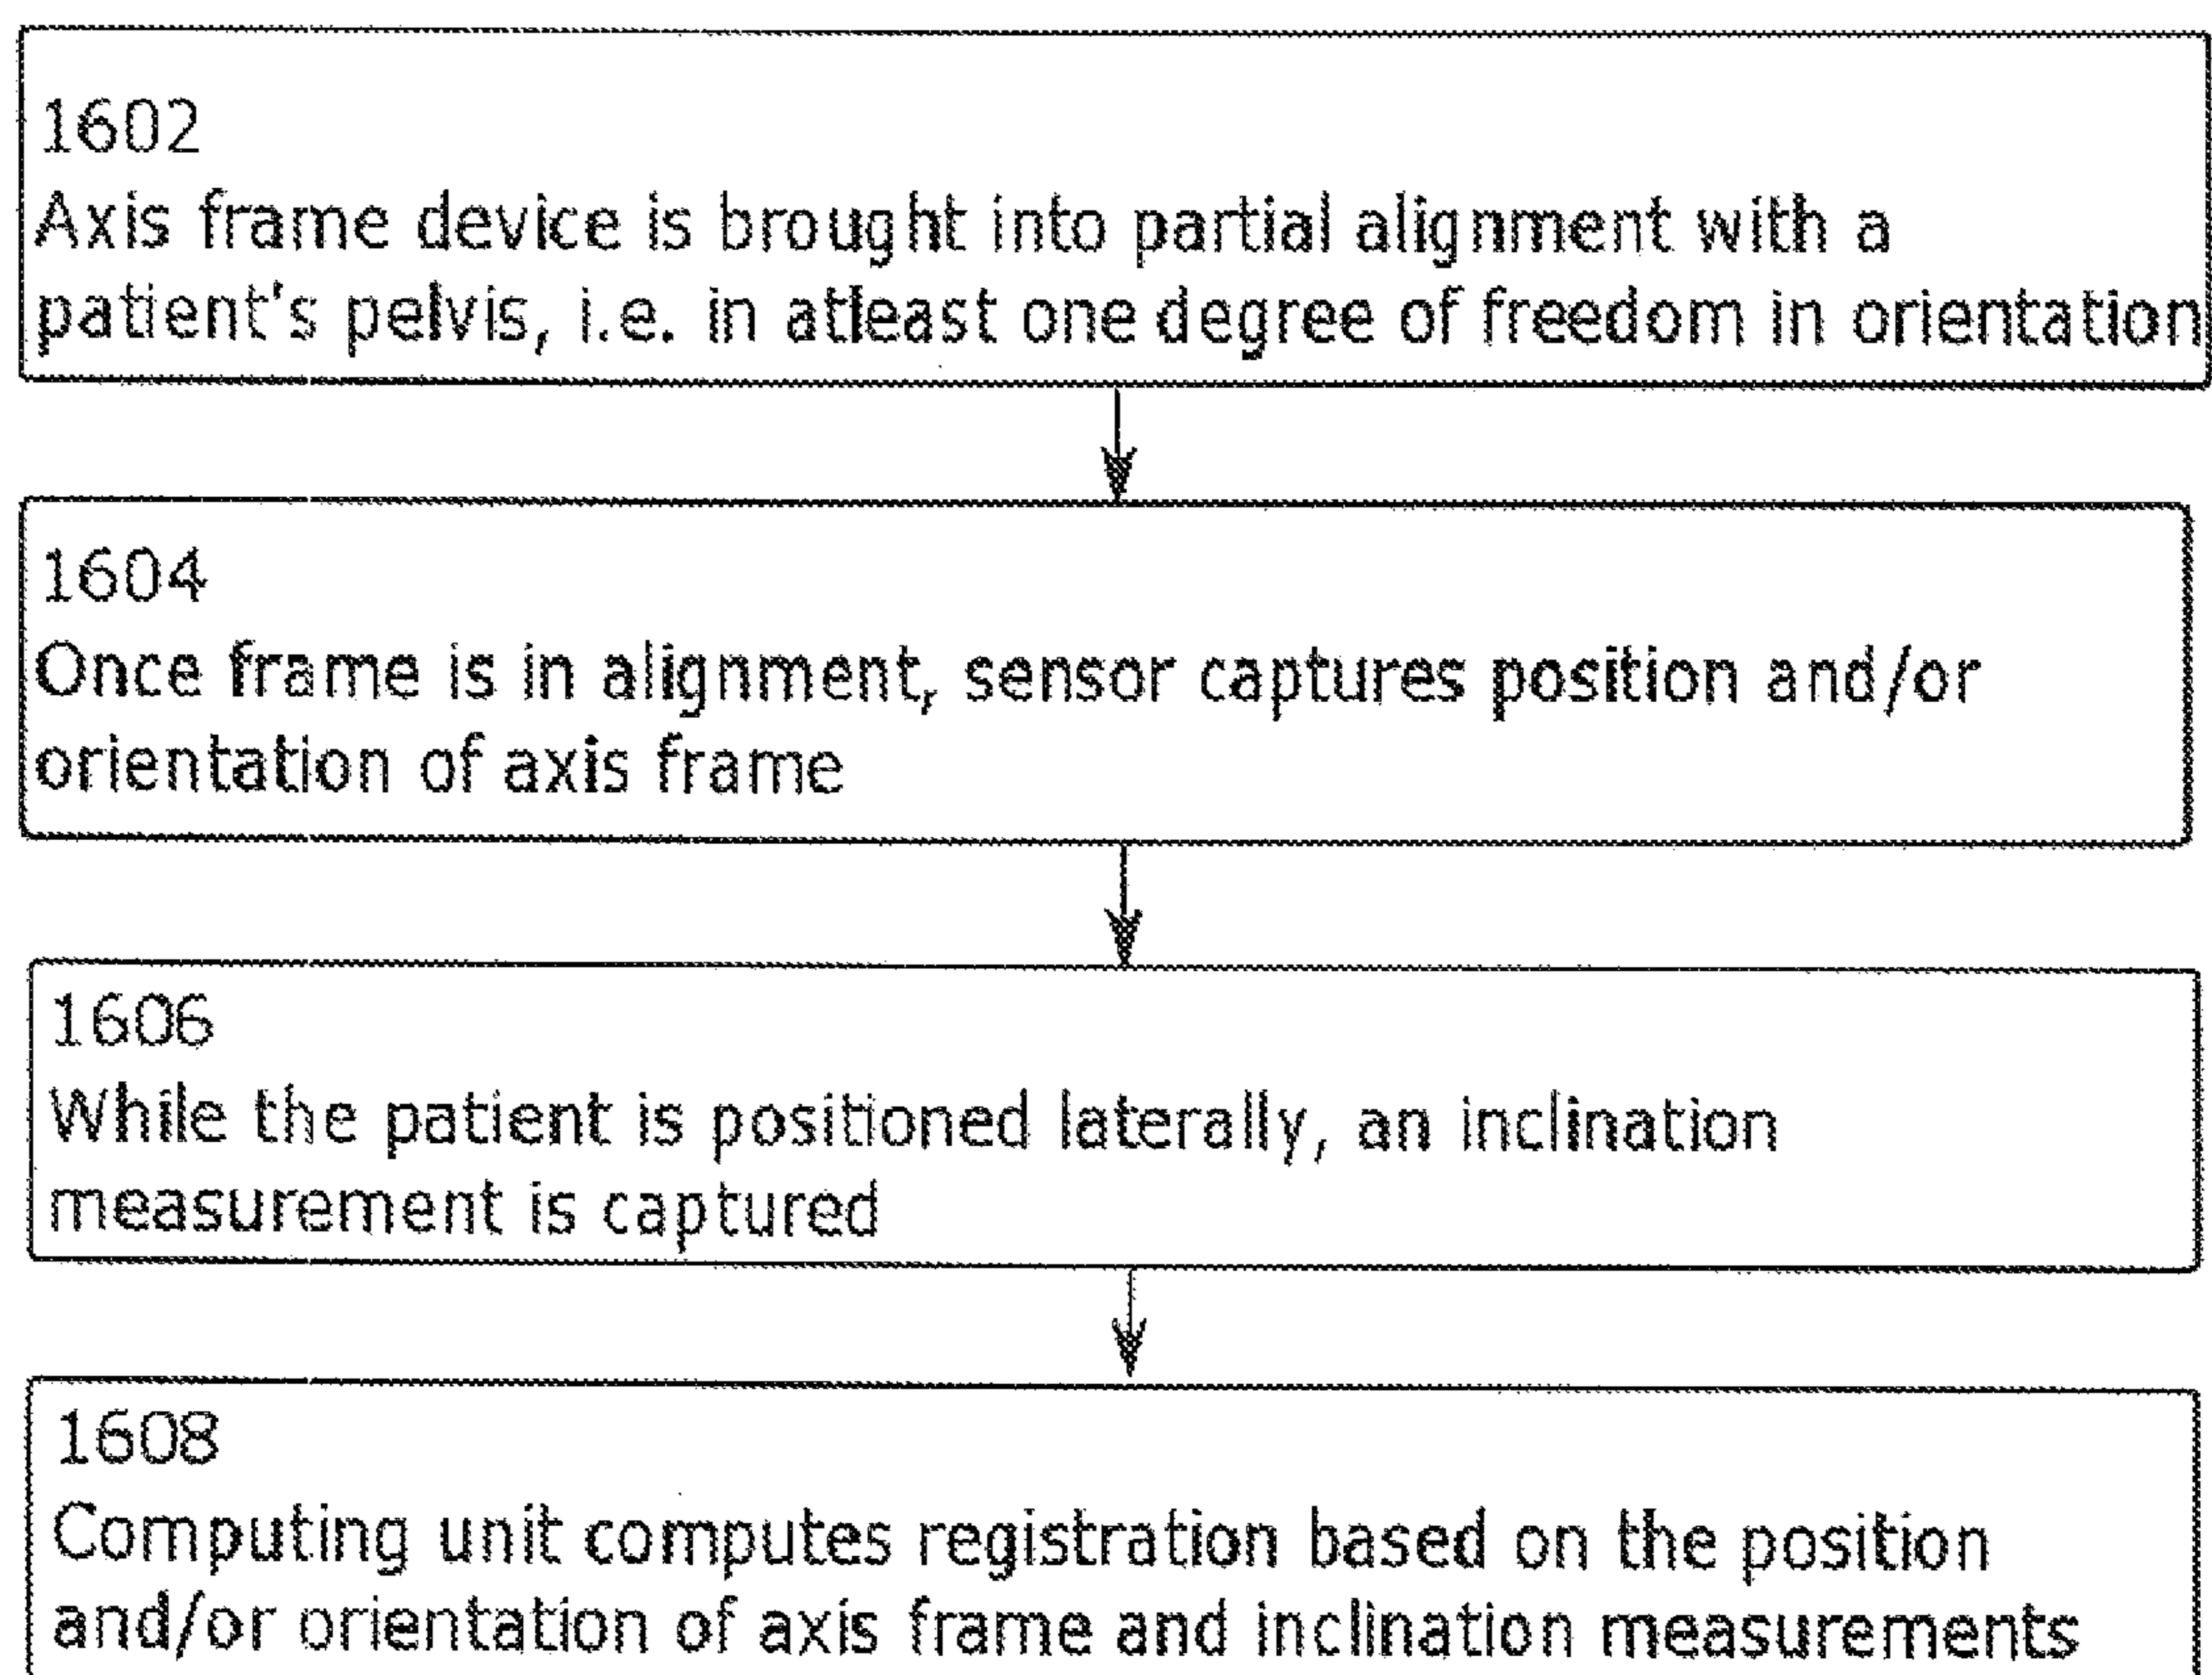 1602
Axis frame device is brought into partial alignment with a
patient's pelvis, i.e. in atleast one degree of freedom in orientation
1604
Once frame is in alignment, sensor captures position and/or
orientation of axis frame
1606
While the patient is positioned laterally, an inclination
measurement is captured
1608
Computing unit computes registration based on the position
and/or orientation of axis frame and inclination measurements